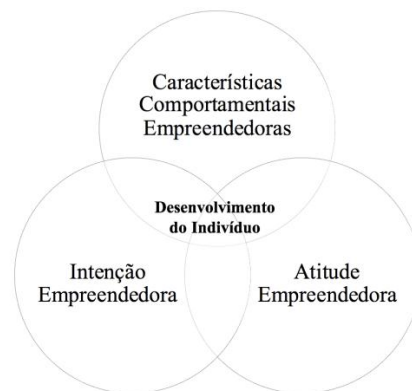 Características
Comportamentais
Empreendedoras
Desenvolvimento
do Indivíduo
Intenção
Empreendedora
Atitude
Empreendedora